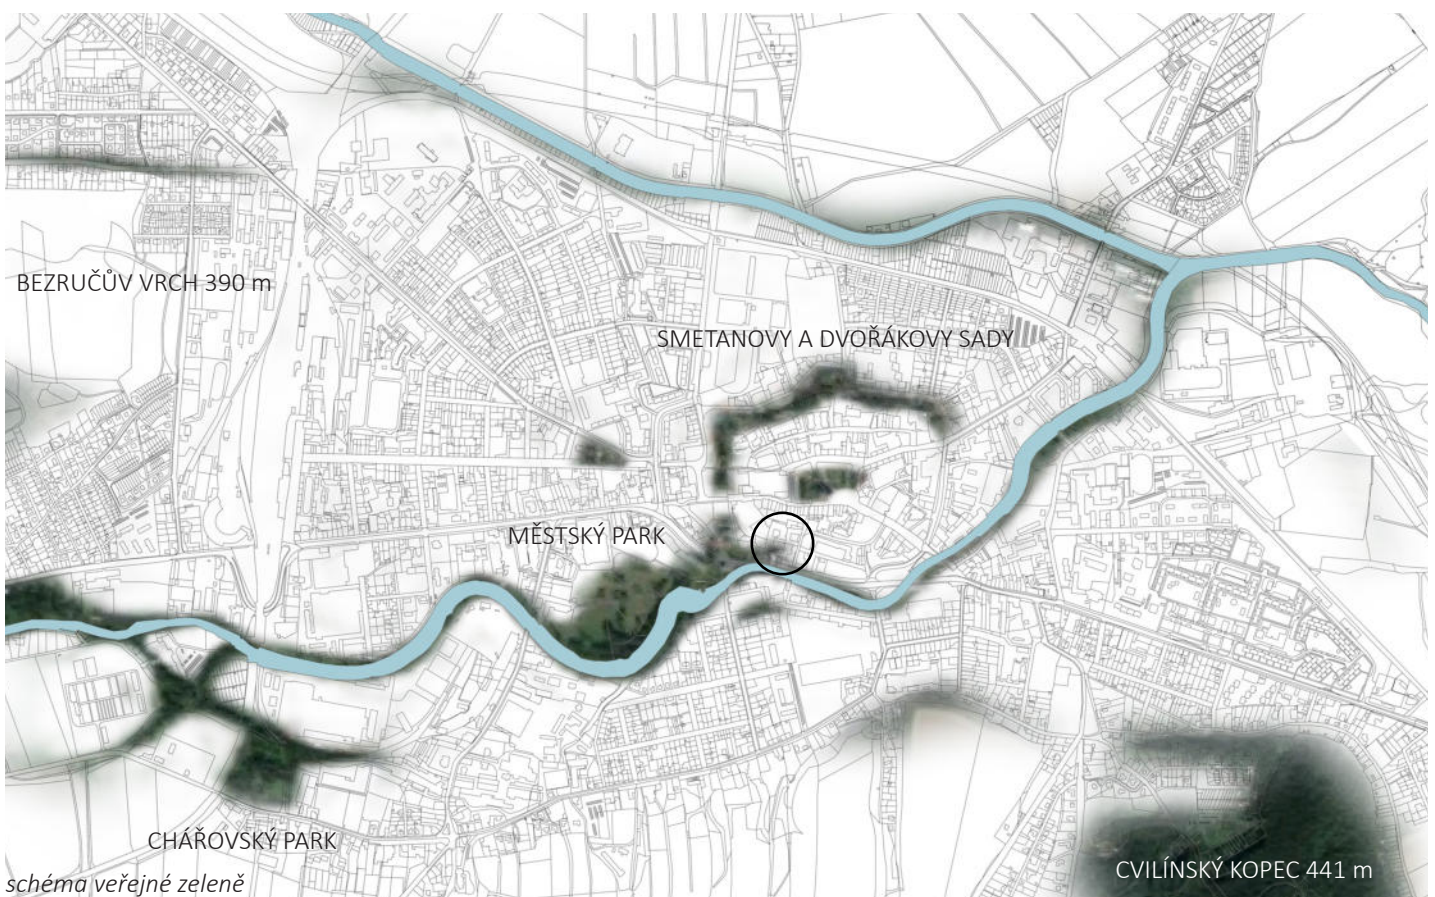 BEZRUČŮV VRCH 390 m
SMETANOVY A DVOŘÁKOVY SADY
MĚSTSKÝ PARK
CHÁŘOVSKÝ PARK
CVILÍNSKÝ KOPEC 441 m
schéma veřejné zeleně